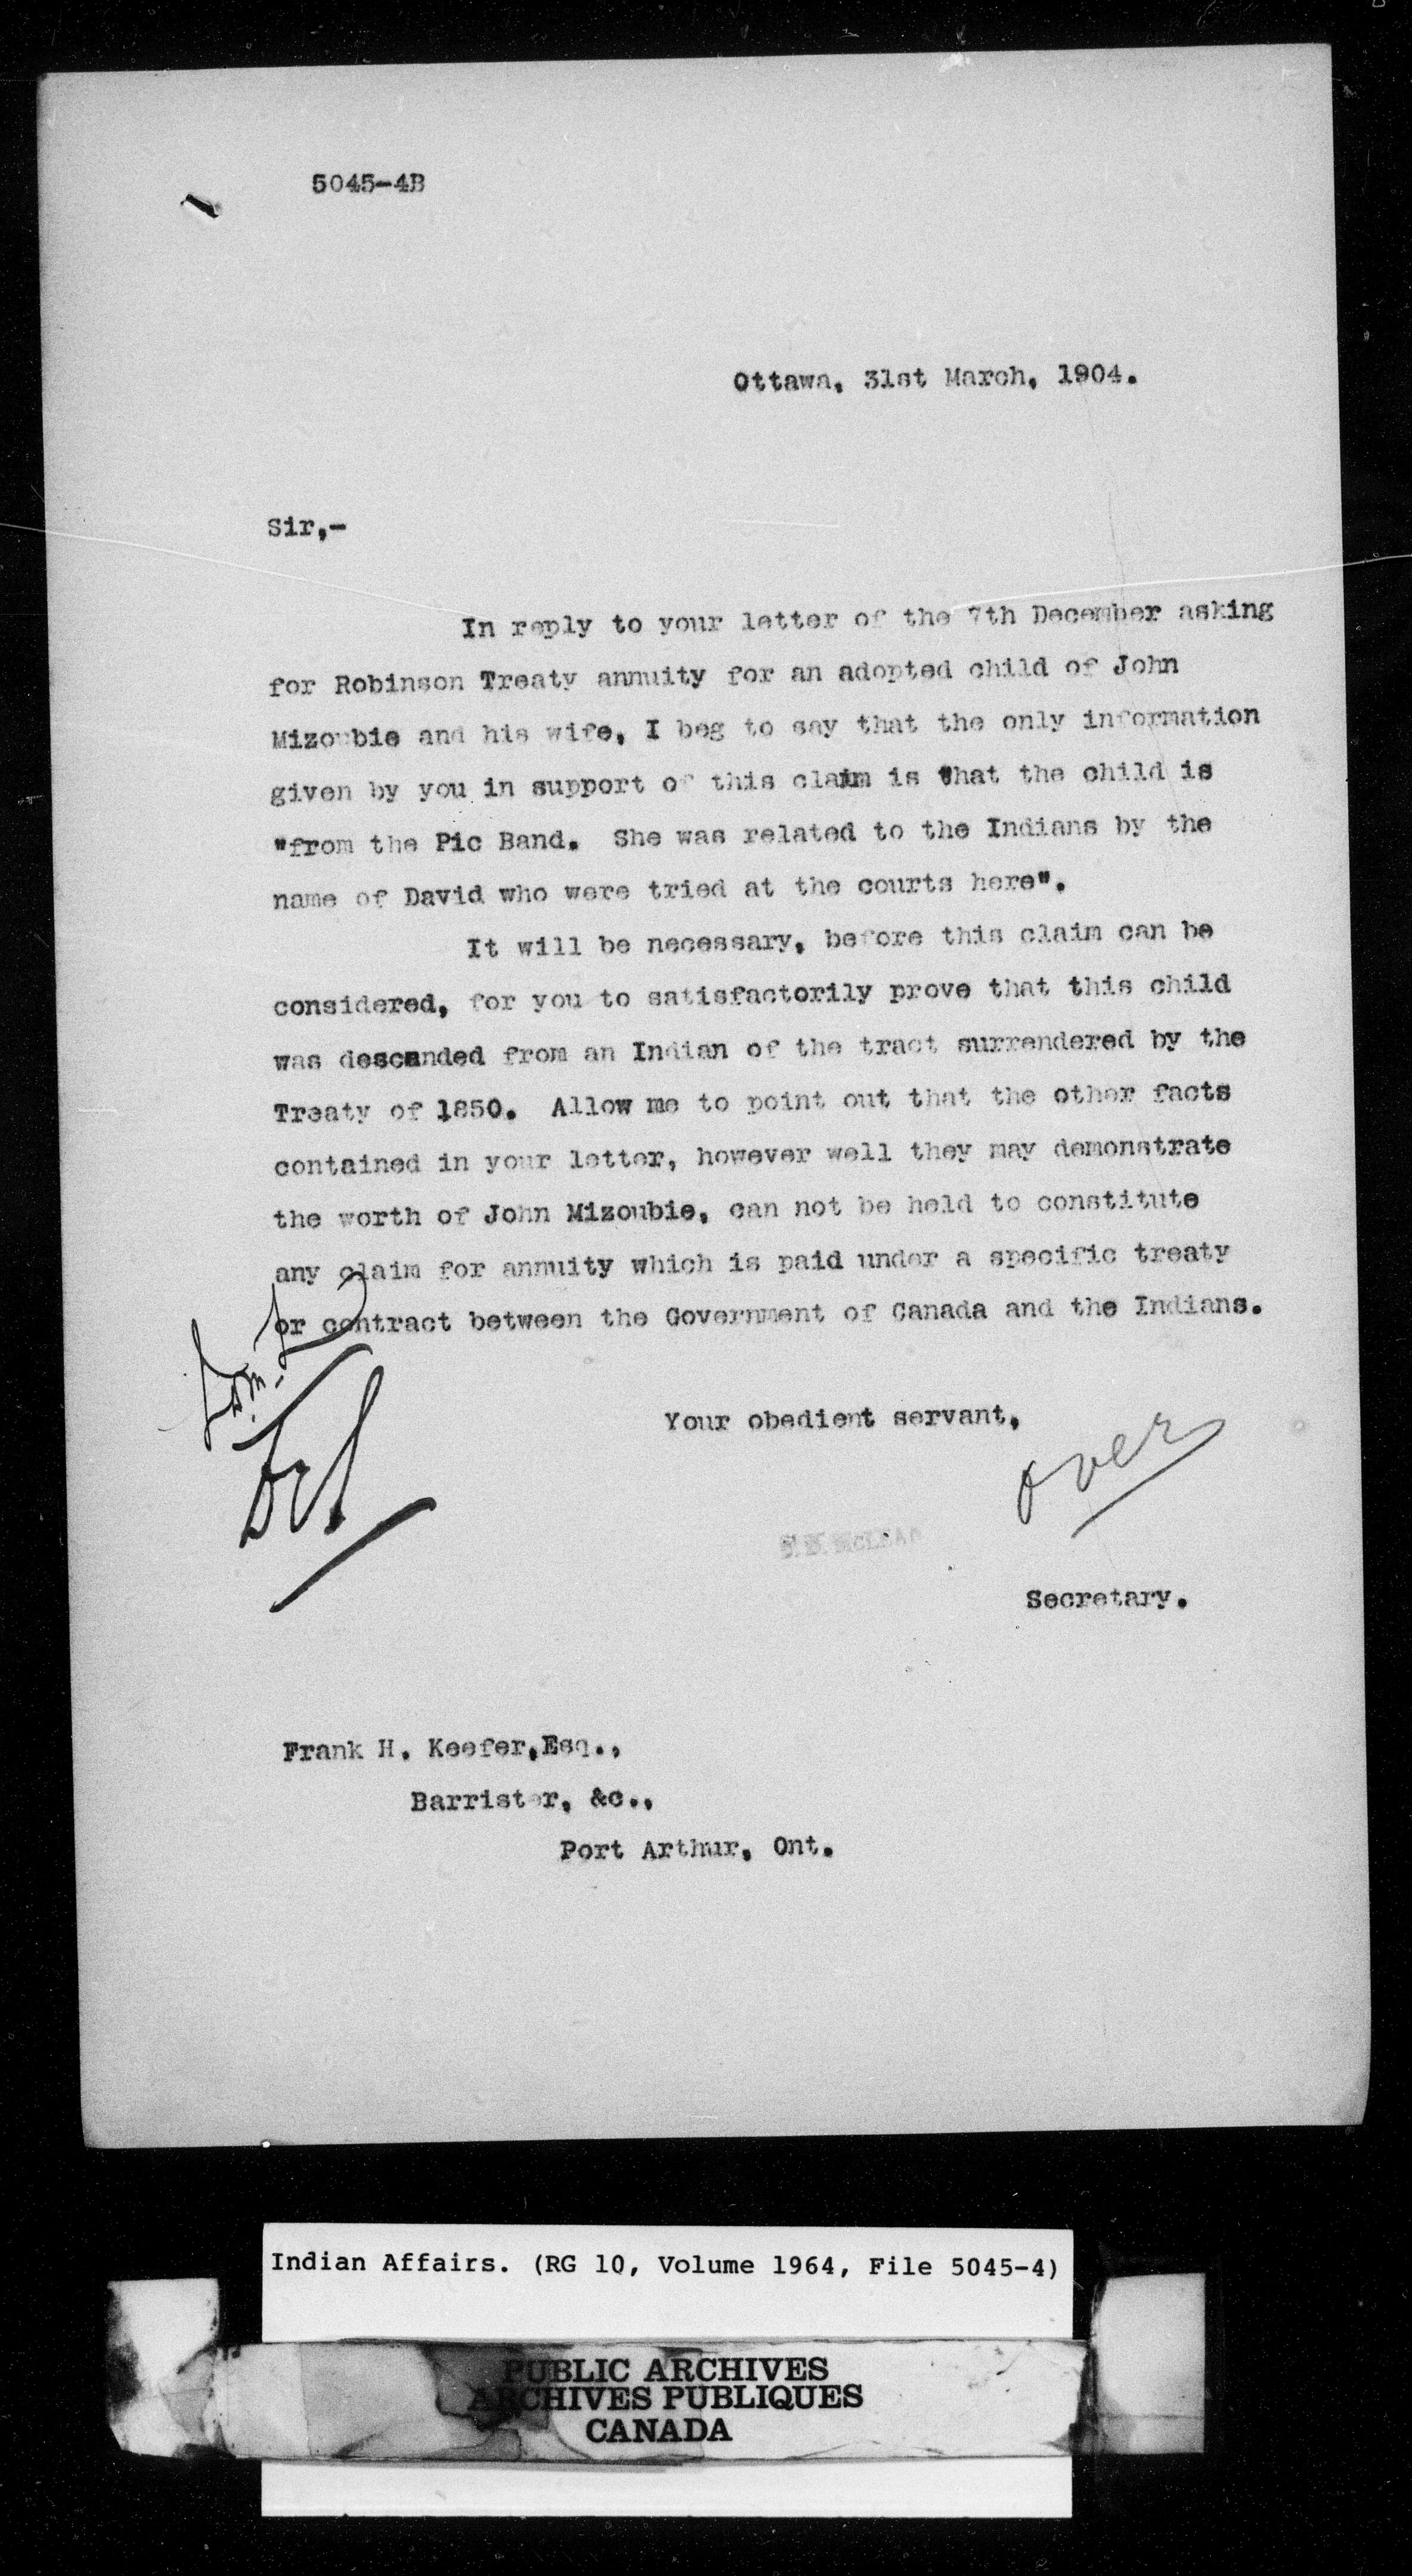 5045-4B
Ottawa, 31st March, 1904.
Sir,-
In reply to your letter of the 7th December asking
for Robinson Treaty annuity for an adopted child of John
Mizoubie and his wife, I beg to say that the only information
given by you in support of this claim is that the child is
"from the Pic Band. She was related to the Indians by the
name of David who were tried at the courts here".
It will be necessary, before this claim can be
considered, for you to satisfactorily prove that this child
was descended from an Indian of the tract surrendered by the
Treaty of 1850. Allow me to point out that the other facts
contained in your letter, however well they may demonstrate
the worth of John Mizoubie, can not be held to constitute
any claim for annuity which is paid under a specific treaty
or contract between the Government of Canada and the Indians.
Your obedient servant,
over
McLEAN
Secretary.
Frank H. Keefer,Esq.,
Barrister, &c.,
Port Arthur, Ont.
Indian Affairs. (RG 10, Volume 1964, File 5045-4)
PUBLIC ARCHIVES
ARCHIVES PUBLIQUES
CANADA